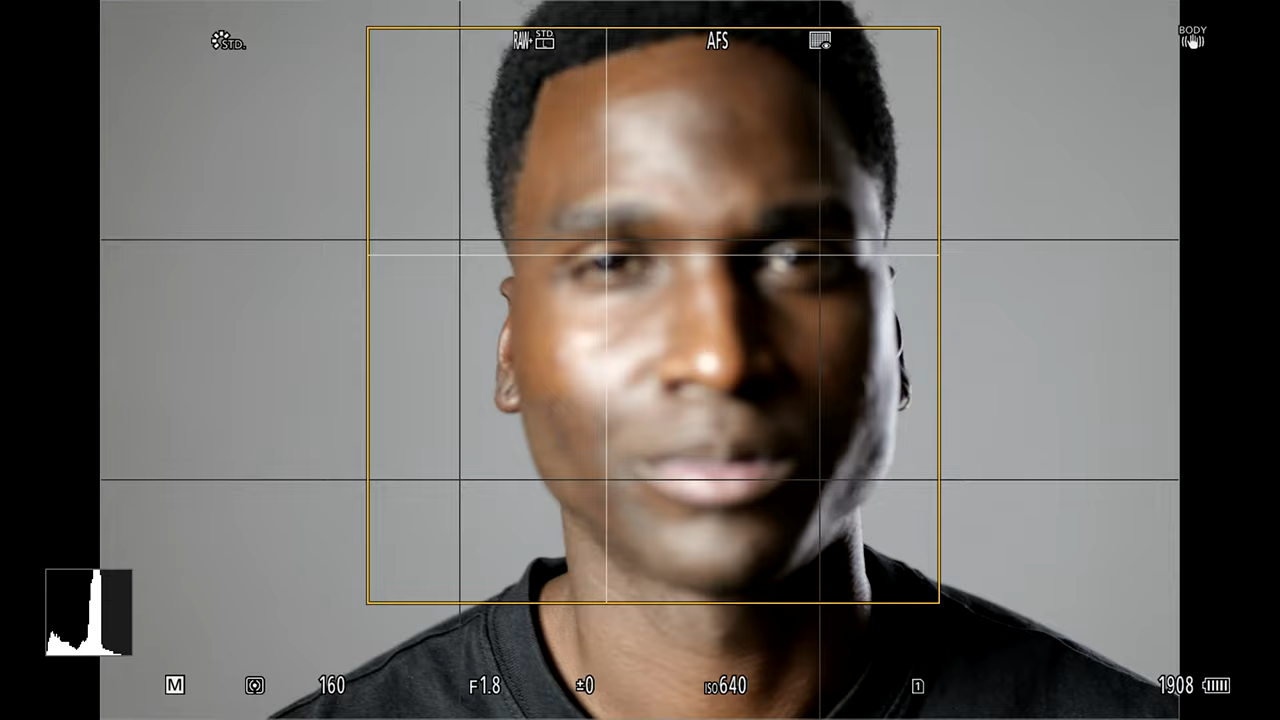 STD.
RAW+ STD. L
AFS
BODY
M
160
F1.8
±0
ISO640
1
1908